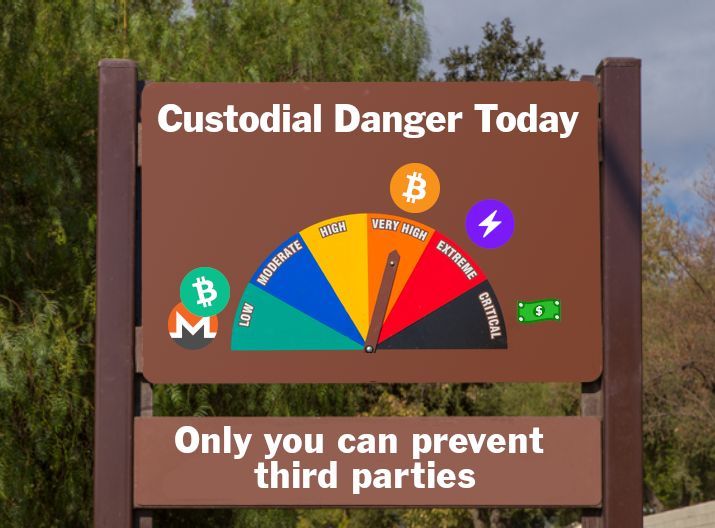 Custodial Danger Today
LOW
MODERATE
HIGH
VERY HIGH
EXTREME
CRITICAL
$
Only you can prevent
third parties